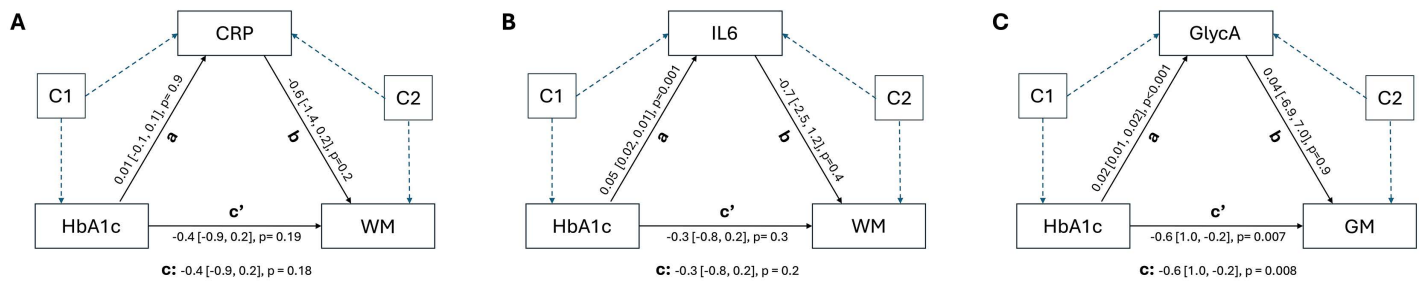 A
CRP
C1
C2
0.01 [-0.1, 0.1], p= 0.9
a
-0.6 [-1.4, 0.2], p=0.2
b
HbA1c
c’
WM
-0.4 [-0.9, 0.2], p= 0.19
c: -0.4 [-0.9, 0.2], p = 0.18
B
IL6
C1
C2
0.05 [0.02, 0.01], p=0.001
a
-0.7 [-2.5, 1.2], p=0.4
b
HbA1c
c’
WM
-0.3 [-0.8, 0.2], p= 0.3
c: -0.3 [-0.8, 0.2], p = 0.2
C
GlycA
C1
C2
0.02 [0.01, 0.02], p<0.001
a
0.04 [-6.9, 7.0], p=0.9
b
HbA1c
c’
GM
-0.6 [1.0, -0.2], p= 0.007
c: -0.6 [1.0, -0.2], p = 0.008